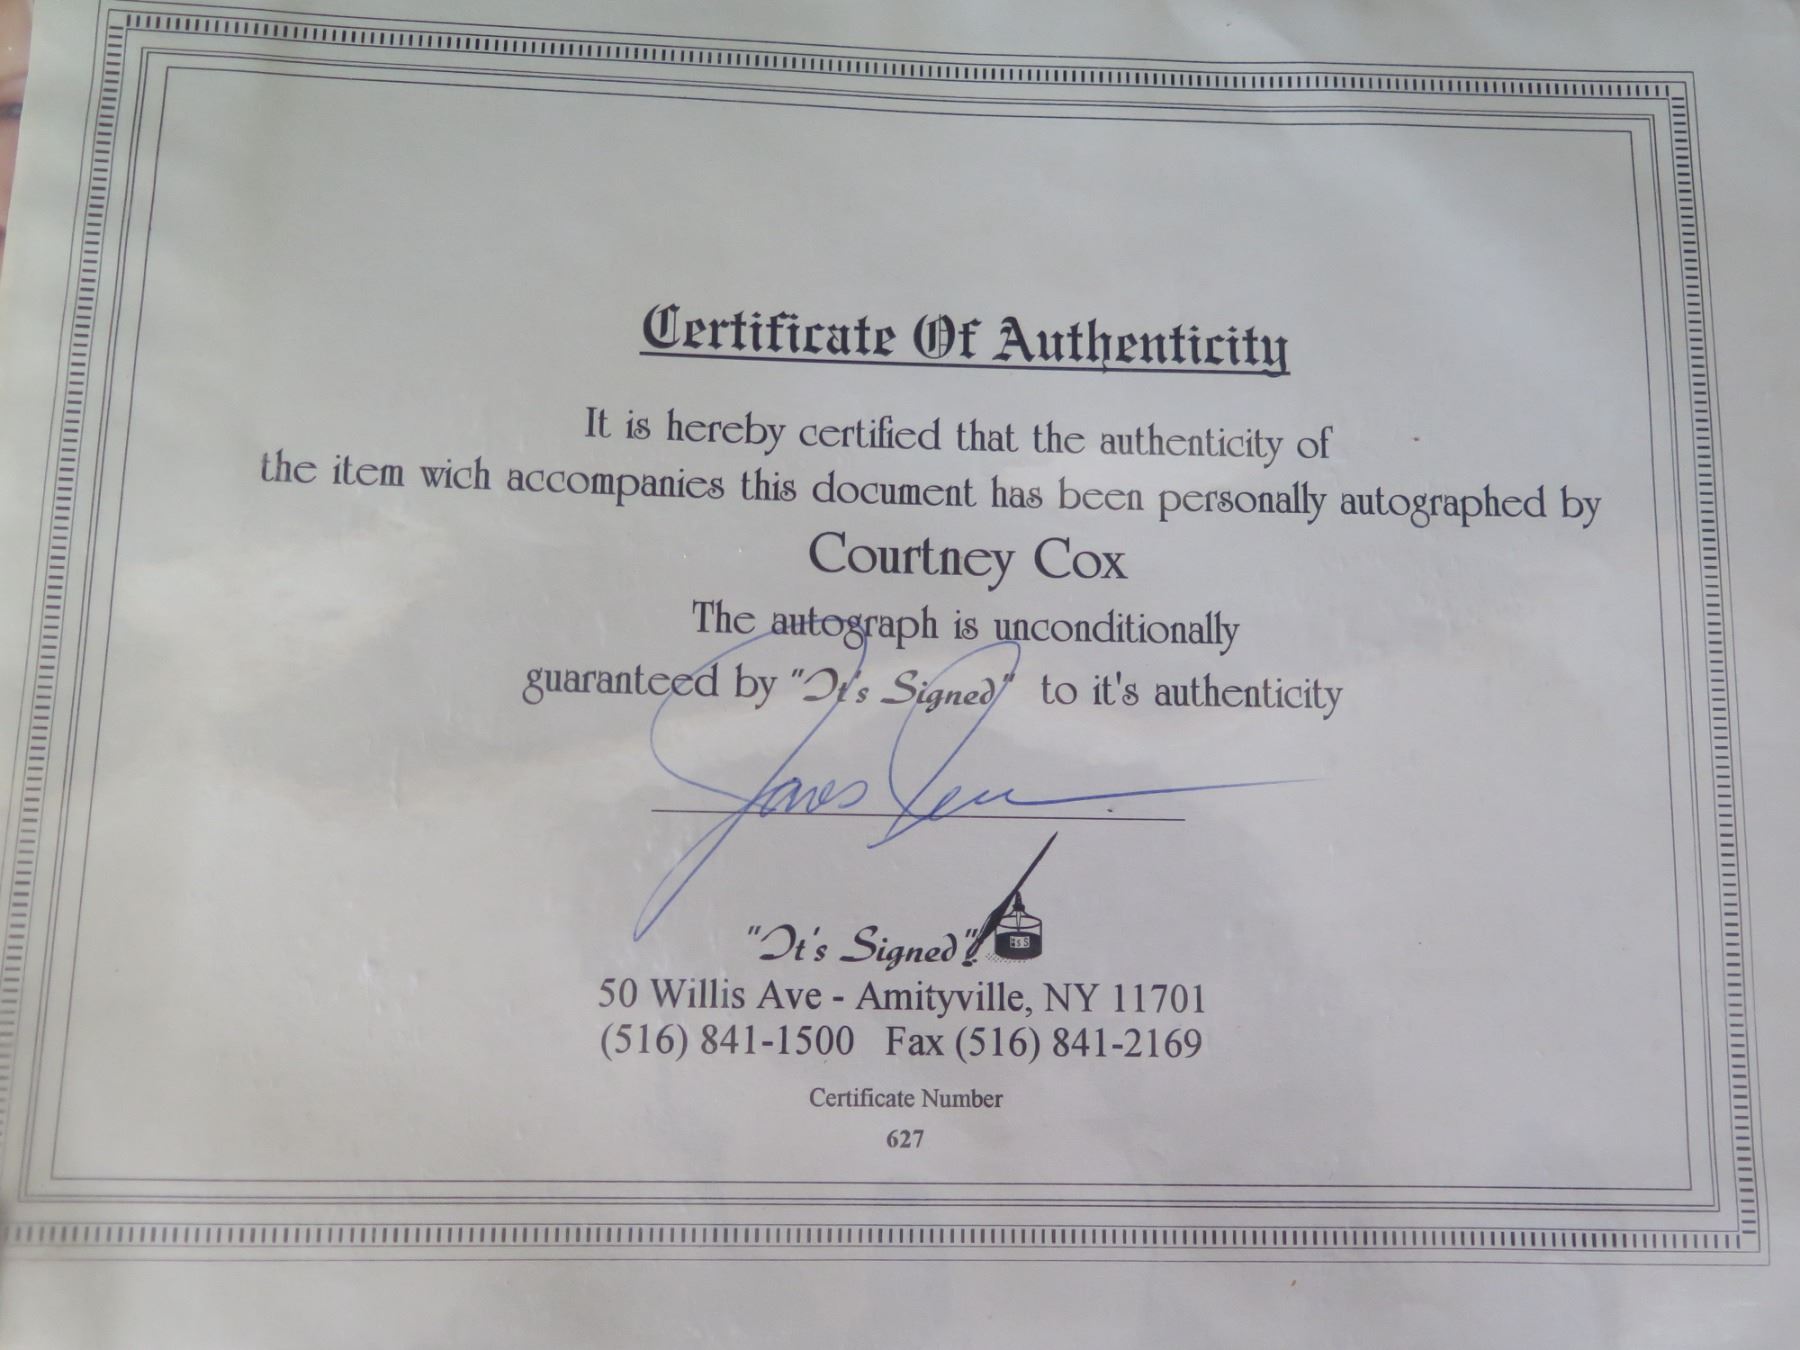 Certificate Of Authenticity
It is hereby certified that the authenticity of
the item wich accompanies this document has been personally autographed by
Courtney Cox
The autograph is unconditionally
guaranteed by "It's Signed" to it's authenticity
"It's Signed"
50 Willis Ave - Amityville, NY 11701
(516) 841-1500 Fax (516) 841-2169
Certificate Number
627